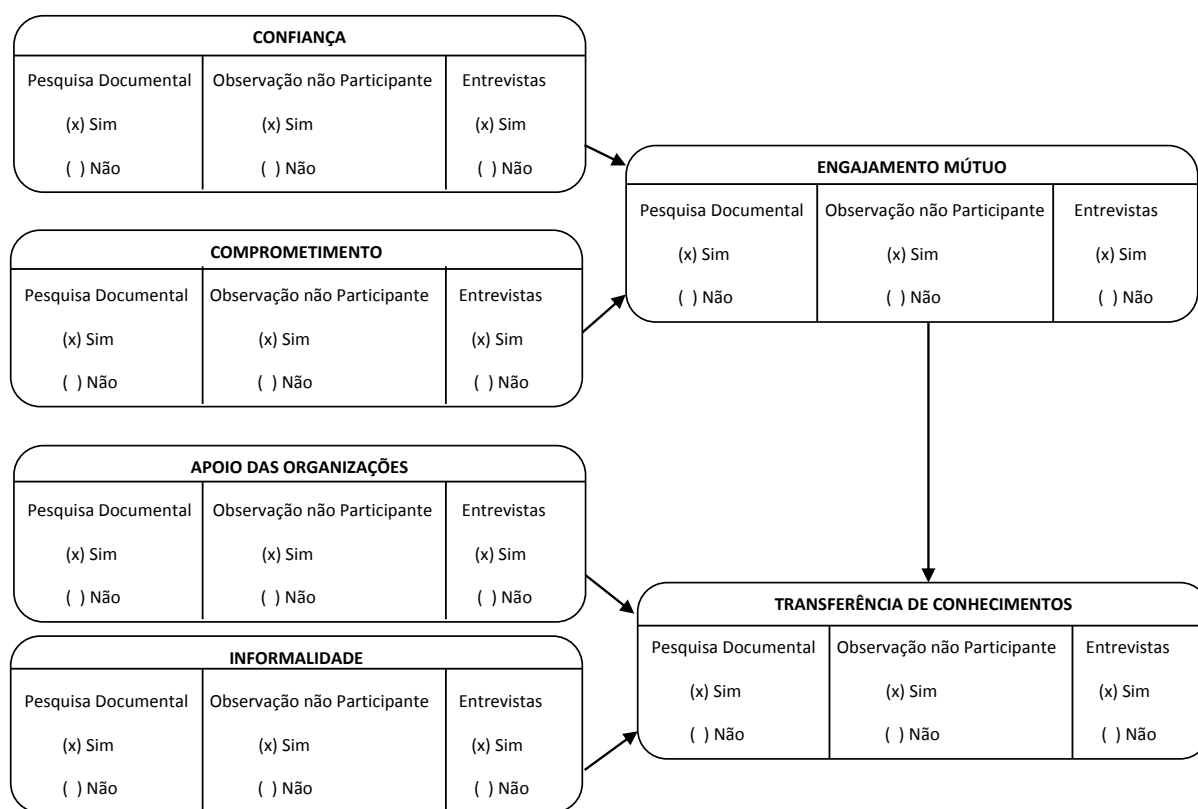 CONFIANÇA
Pesquisa Documental Observação não Participante Entrevistas
(x) Sim (x) Sim (x) Sim
( ) Não ( ) Não ( ) Não
COMPROMETIMENTO
Pesquisa Documental Observação não Participante Entrevistas
(x) Sim (x) Sim (x) Sim
( ) Não ( ) Não ( ) Não
ENGAJAMENTO MÚTUO
Pesquisa Documental Observação não Participante Entrevistas
(x) Sim (x) Sim (x) Sim
( ) Não ( ) Não ( ) Não
APOIO DAS ORGANIZAÇÕES
Pesquisa Documental Observação não Participante Entrevistas
(x) Sim (x) Sim (x) Sim
( ) Não ( ) Não ( ) Não
INFORMALIDADE
Pesquisa Documental Observação não Participante Entrevistas
(x) Sim (x) Sim (x) Sim
( ) Não ( ) Não ( ) Não
TRANSFERÊNCIA DE CONHECIMENTOS
Pesquisa Documental Observação não Participante Entrevistas
(x) Sim (x) Sim (x) Sim
( ) Não ( ) Não ( ) Não